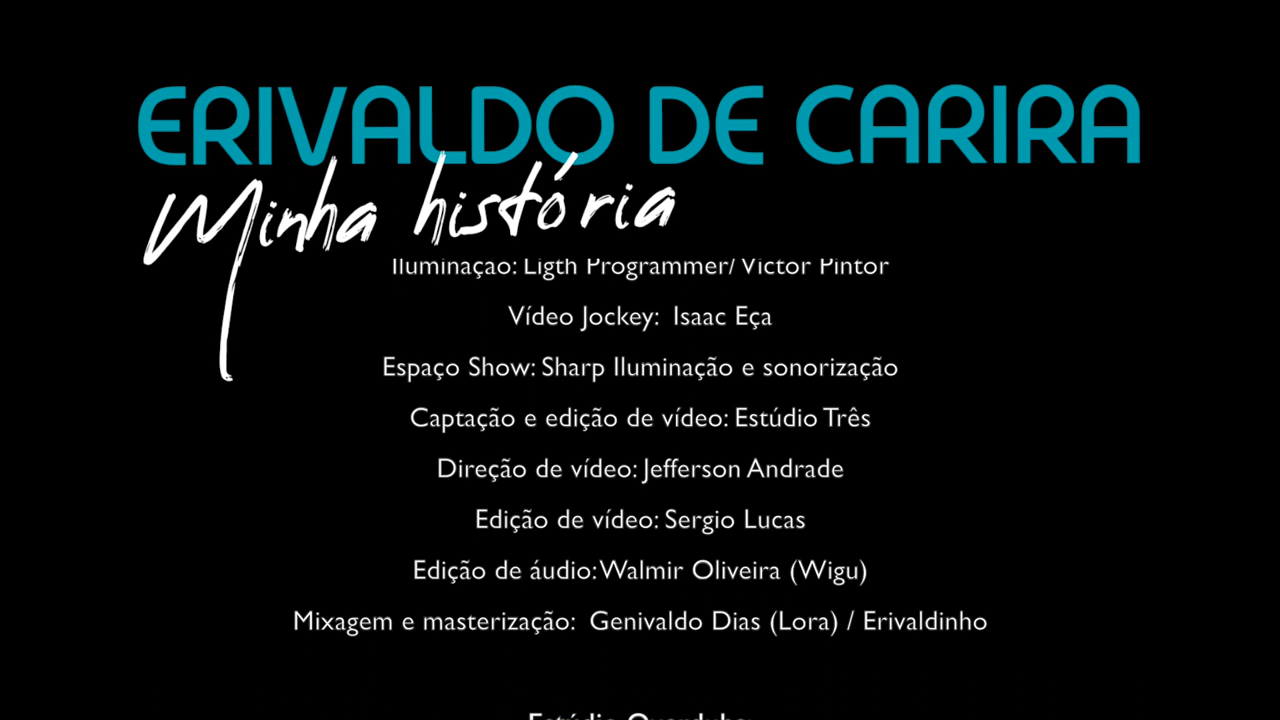 ERIVALDO DE CARIRA
Minha história
Iluminação: Ligth Programmer/ Victor Pintor
Vídeo Jockey: Isaac Eça
Espaço Show: Sharp Iluminação e sonorização
Captação e edição de vídeo: Estúdio Três
Direção de vídeo: Jefferson Andrade
Edição de vídeo: Sergio Lucas
Edição de áudio: Walmir Oliveira (Wigu)
Mixagem e masterização: Genivaldo Dias (Lora) / Erivaldinho
Estúdio